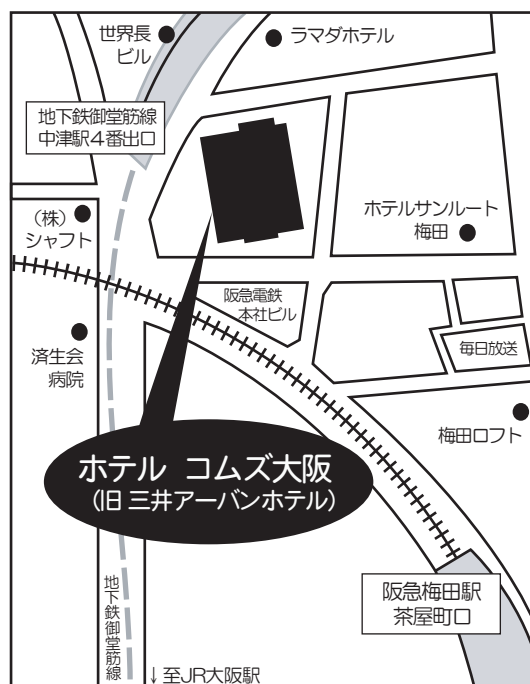 世界長
ビル
ラマダホテル
地下鉄御堂筋線
中津駅4番出口
(株)
シャフト
ホテルサンルート
梅田
阪急電鉄
本社ビル
毎日放送
済生会
病院
梅田ロフト
ホテル コムズ大阪
(旧 三井アーバンホテル)
阪急梅田駅
茶屋町口
地下鉄御堂筋線
↓至JR大阪駅